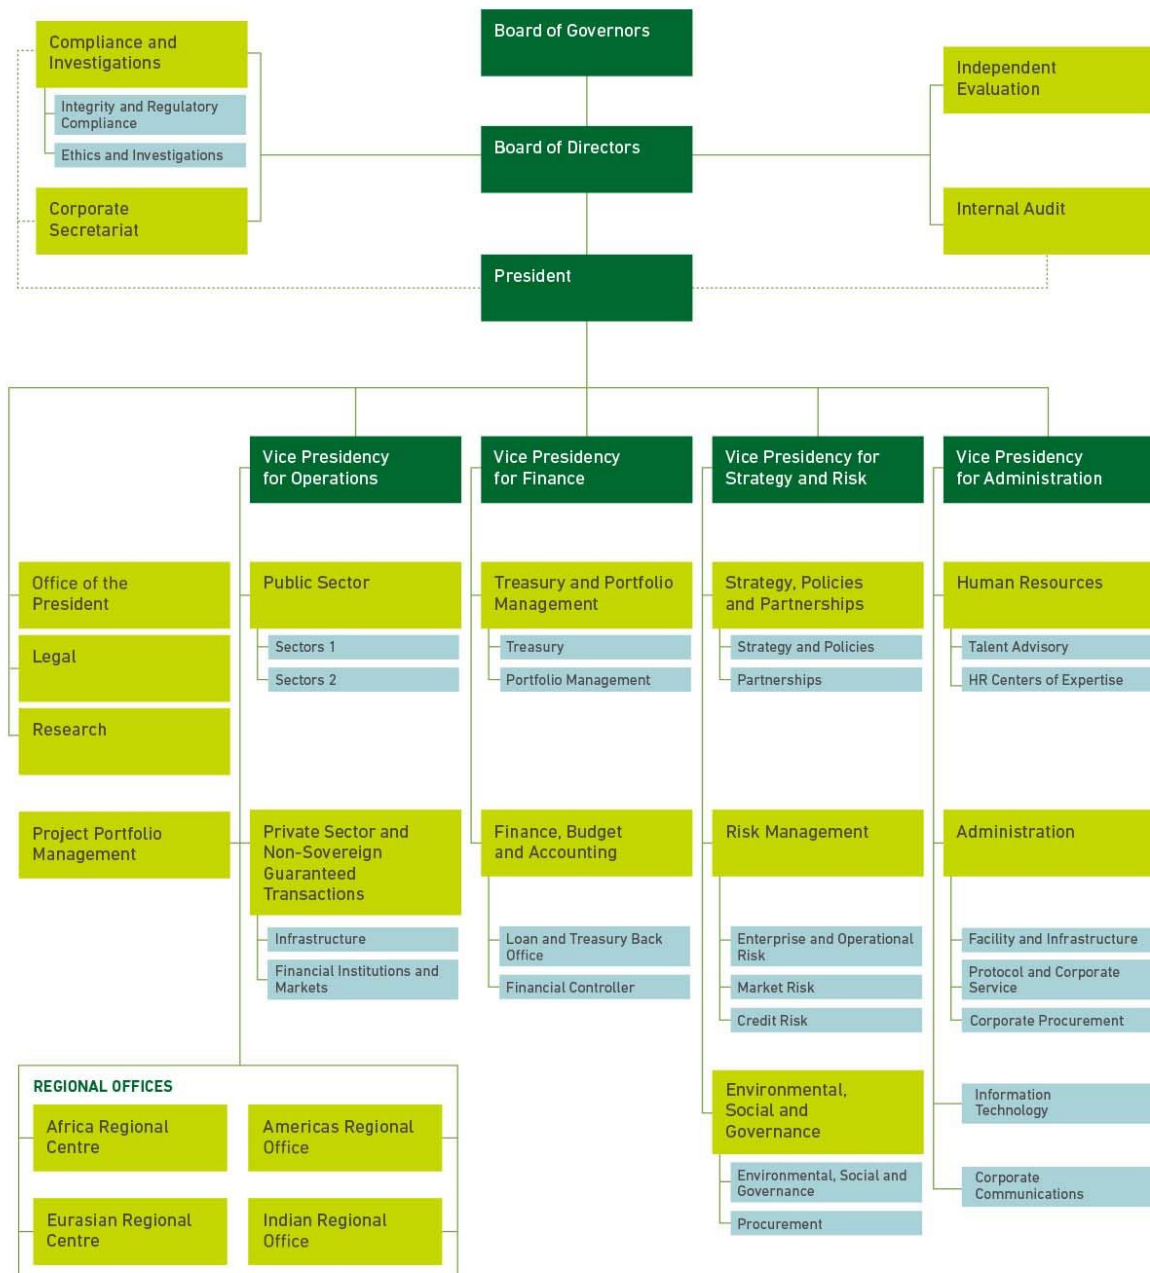 Board of Governors
Compliance and
Investigations
Independent
Evaluation
Integrity and Regulatory
Compliance
Board of Directors
Ethics and Investigations
Corporate
Secretariat
Internal Audit
President
Vice Presidency
for Operations
Vice Presidency
for Finance
Vice Presidency for
Strategy and Risk
Vice Presidency
for Administration
Office of the
President
Legal
Research
Project Portfolio
Management
Public Sector
Sectors 1
Sectors 2
Private Sector and
Non-Sovereign
Guaranteed
Transactions
Infrastructure
Financial Institutions and
Markets
Treasury and Portfolio
Management
Treasury
Portfolio Management
Finance, Budget
and Accounting
Loan and Treasury Back
Office
Financial Controller
Strategy, Policies
and Partnerships
Strategy and Policies
Partnerships
Risk Management
Enterprise and Operational
Risk
Market Risk
Credit Risk
Environmental,
Social and
Governance
Environmental, Social and
Governance
Procurement
Human Resources
Talent Advisory
HR Centers of Expertise
Administration
Facility and Infrastructure
Protocol and Corporate
Service
Corporate Procurement
Information
Technology
Corporate
Communications
REGIONAL OFFICES
Africa Regional
Centre
Americas Regional
Office
Eurasian Regional
Centre
Indian Regional
Office